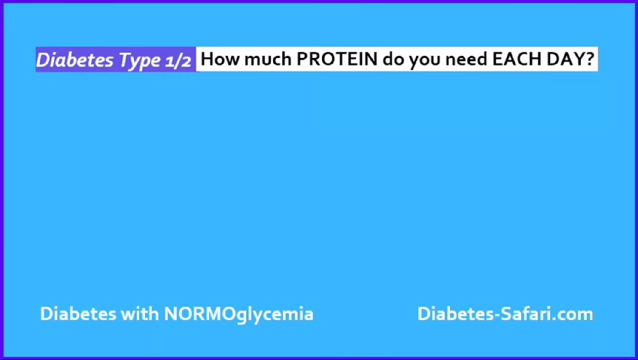 Diabetes Type 1/2 How much PROTEIN do you need EACH DAY?
Diabetes with NORMOglycemia Diabetes-Safari.com